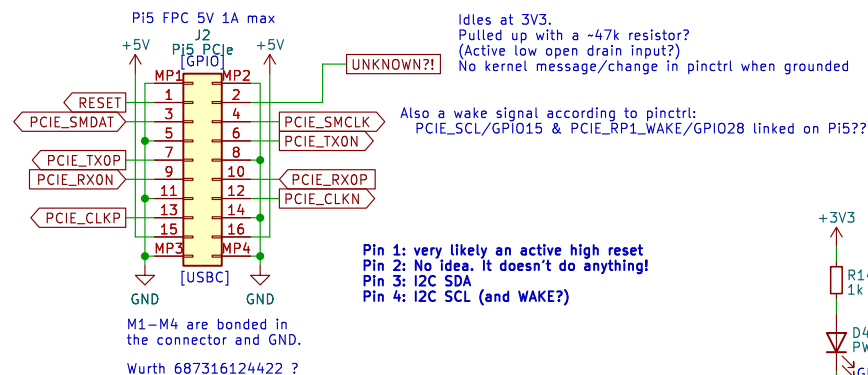 Pi5 FPC 5V 1A max
J2
Pi5 PCIe
[GPIO]
+5V
+5V
MP1
MP2
UNKNOWN?!
Idles at 3V3.
Pulled up with a ~47k resistor?
(Active low open drain input?)
No kernel message/change in pinctrl when grounded
RESET
1
2
PCIE_SMDAT
3
4
PCIE_SMCLK
5
6
PCIE_TX0N
PCIE_TX0P
7
8
PCIE_RX0N
9
10
PCIE_RX0P
11
12
PCIE_CLKN
PCIE_CLKP
13
14
15
16
MP3
MP4
[USBC]
GND
GND
Also a wake signal according to pinctrl:
PCIE_SCL/GPIO15 & PCIE_RP1_WAKE/GPIO28 linked on Pi5??
Pin 1: very likely an active high reset
Pin 2: No idea. It doesn't do anything!
Pin 3: I2C SDA
Pin 4: I2C SCL (and WAKE?)
M1-M4 are bonded in
the connector and GND.
Wurth 687316124422 ?
+3V3
1k